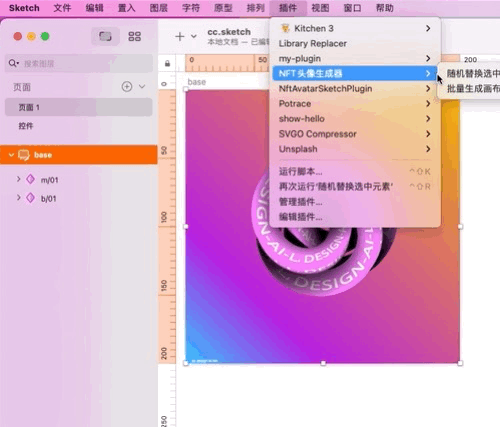 Sketch 文件 编辑 置入 图层 字符 原型 排列 插件 视图 窗口 帮助
cc.sketch
本地文档 — 已编辑
搜索图层
页面
页面 1
控件
base
m/01
b/01
0 50 200
0
50
100
150
200
250
base
Kitchen 3
Library Replacer
my-plugin
NFT 头像生成器
NftAvatarSketchPlugin
Potrace
show-hello
SVGO Compressor
Unsplash
运行脚本... ⌃⇧K
再次运行‘随机替换选中元素’ ⌃⇧R
管理插件...
编辑插件...
随机替换选中
批量生成画布
DESIGN-AI-L. DESIGN